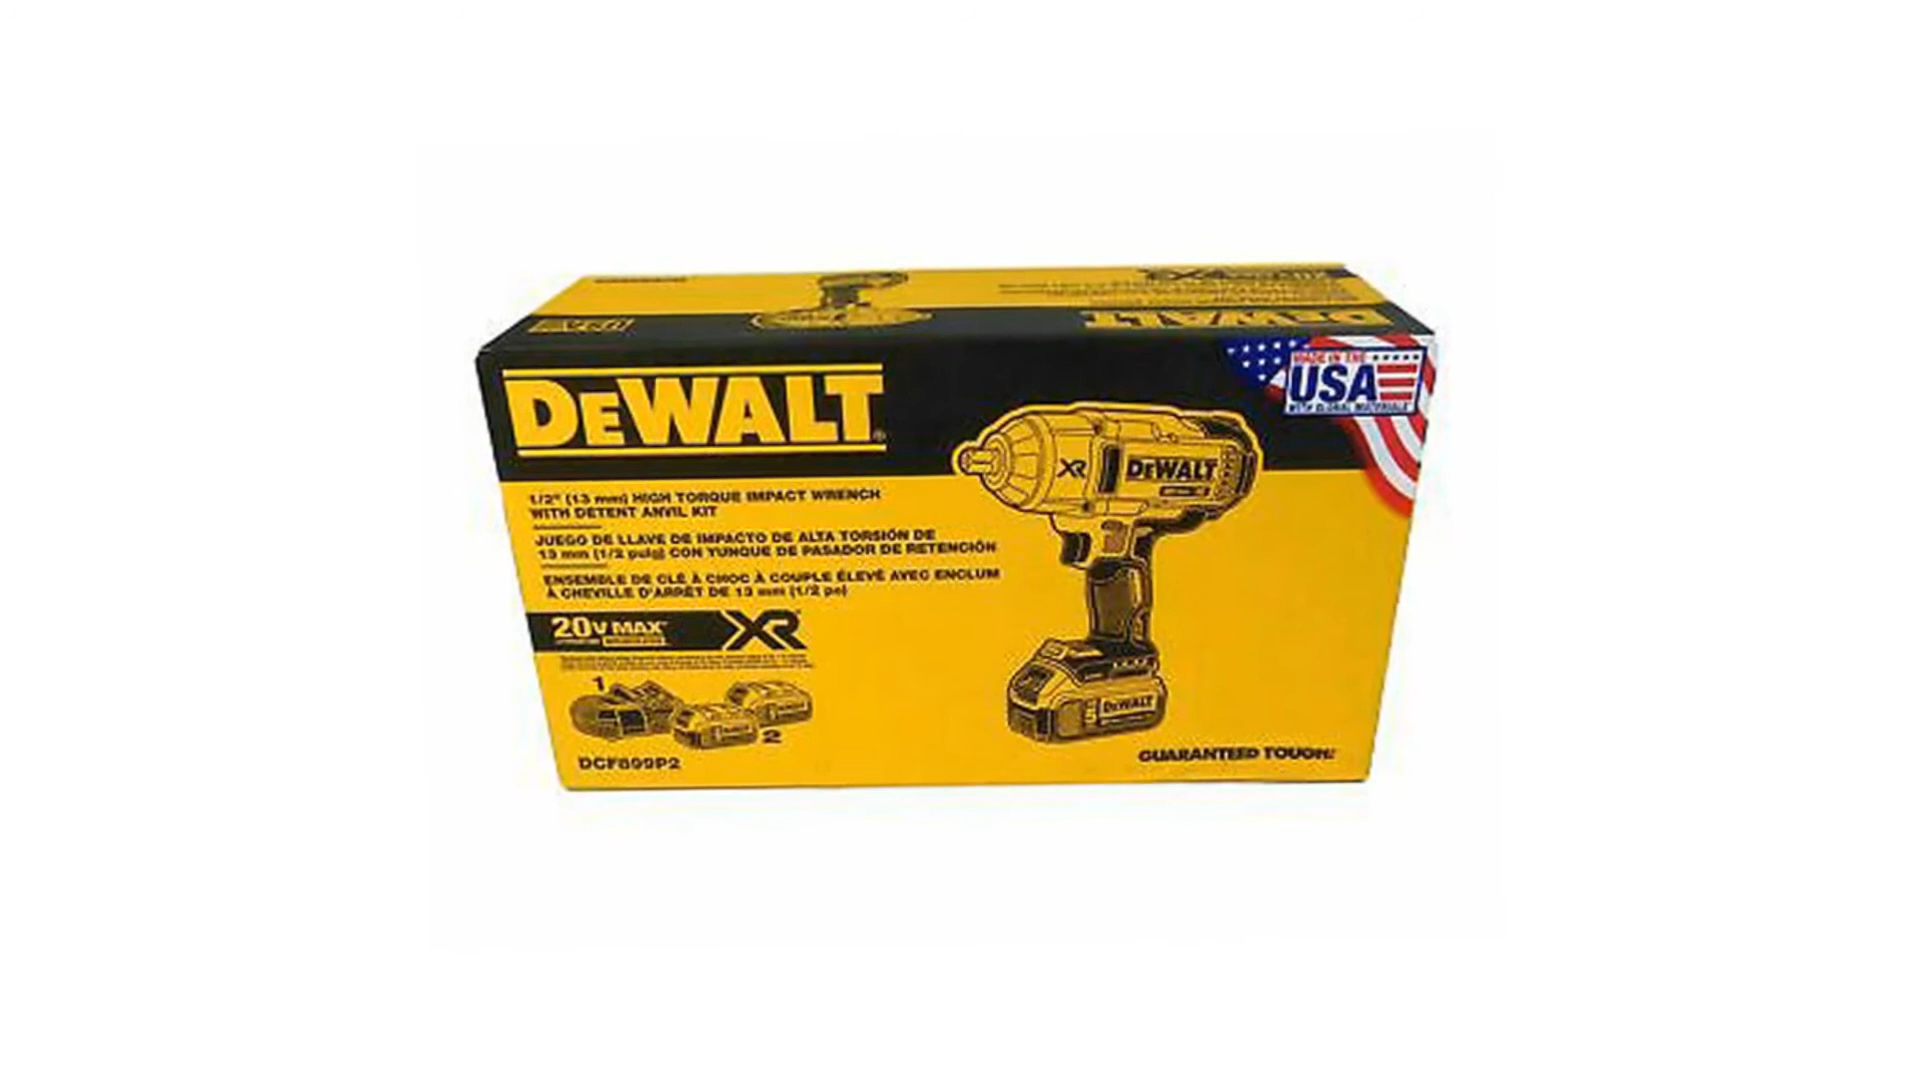 DEWALT
MADE IN THE
USA
WITH GLOBAL MATERIALS
XR
DEWALT
1/2" (13 mm) HIGH TORQUE IMPACT WRENCH
WITH DETENT ANVIL KIT
JUEGO DE LLAVE DE IMPACTO DE ALTA TORSIÓN DE
13 mm (1/2 pulg) CON YUNQUE DE PASADOR DE RETENCIÓN
ENSEMBLE DE CLÉ À CHOC À COUPLE ÉLEVÉ AVEC ENCLUM
À CHEVILLE D'ARRÊT DE 13 mm (1/2 po)
20V MAX
XR
1
2
DEWALT
DEWALT
DCF899P2
GUARANTEED TOUGH.